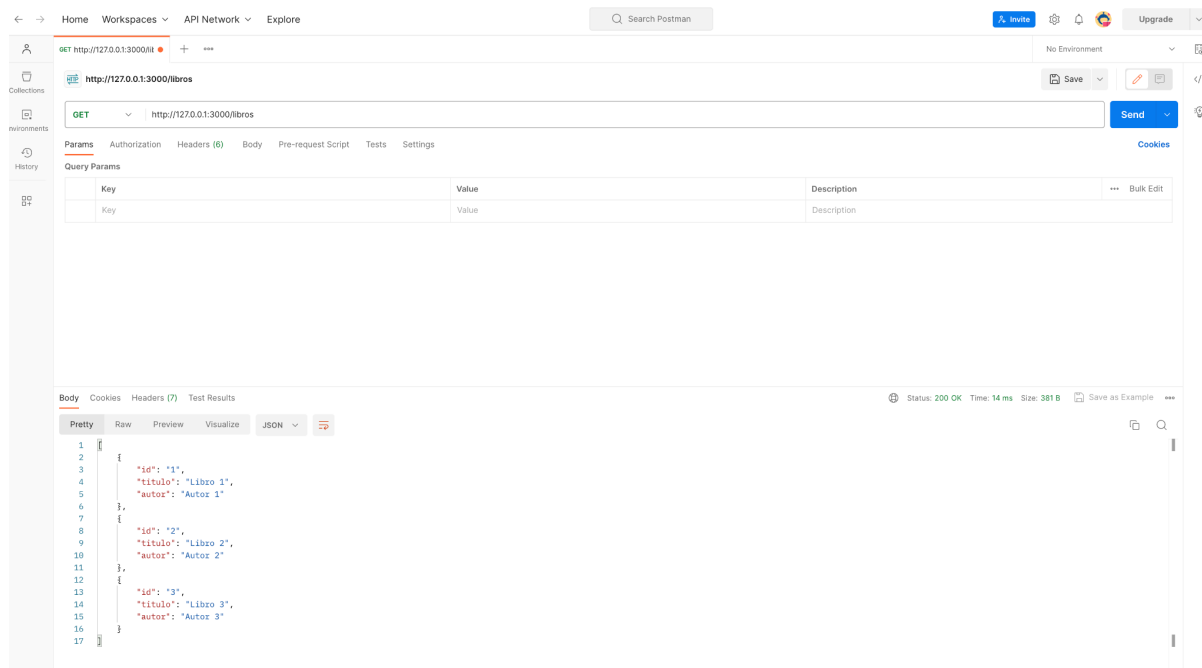 Home Workspaces API Network Explore Search Postman Invite Upgrade
GET http://127.0.0.1:3000/lib No Environment
HTTP http://127.0.0.1:3000/libros Save
Collections
GET http://127.0.0.1:3000/libros Send
nvironments
Params Authorization Headers (6) Body Pre-request Script Tests Settings Cookies
History
Query Params
Key Value Description Bulk Edit
Key Value Description
Body Cookies Headers (7) Test Results Status: 200 OK Time: 14 ms Size: 381 B Save as Example
Pretty Raw Preview Visualize JSON
1 [
2 {
3 "id": "1",
4 "titulo": "Libro 1",
5 "autor": "Autor 1"
6 },
7 {
8 "id": "2",
9 "titulo": "Libro 2",
10 "autor": "Autor 2"
11 },
12 {
13 "id": "3",
14 "titulo": "Libro 3",
15 "autor": "Autor 3"
16 }
17 ]